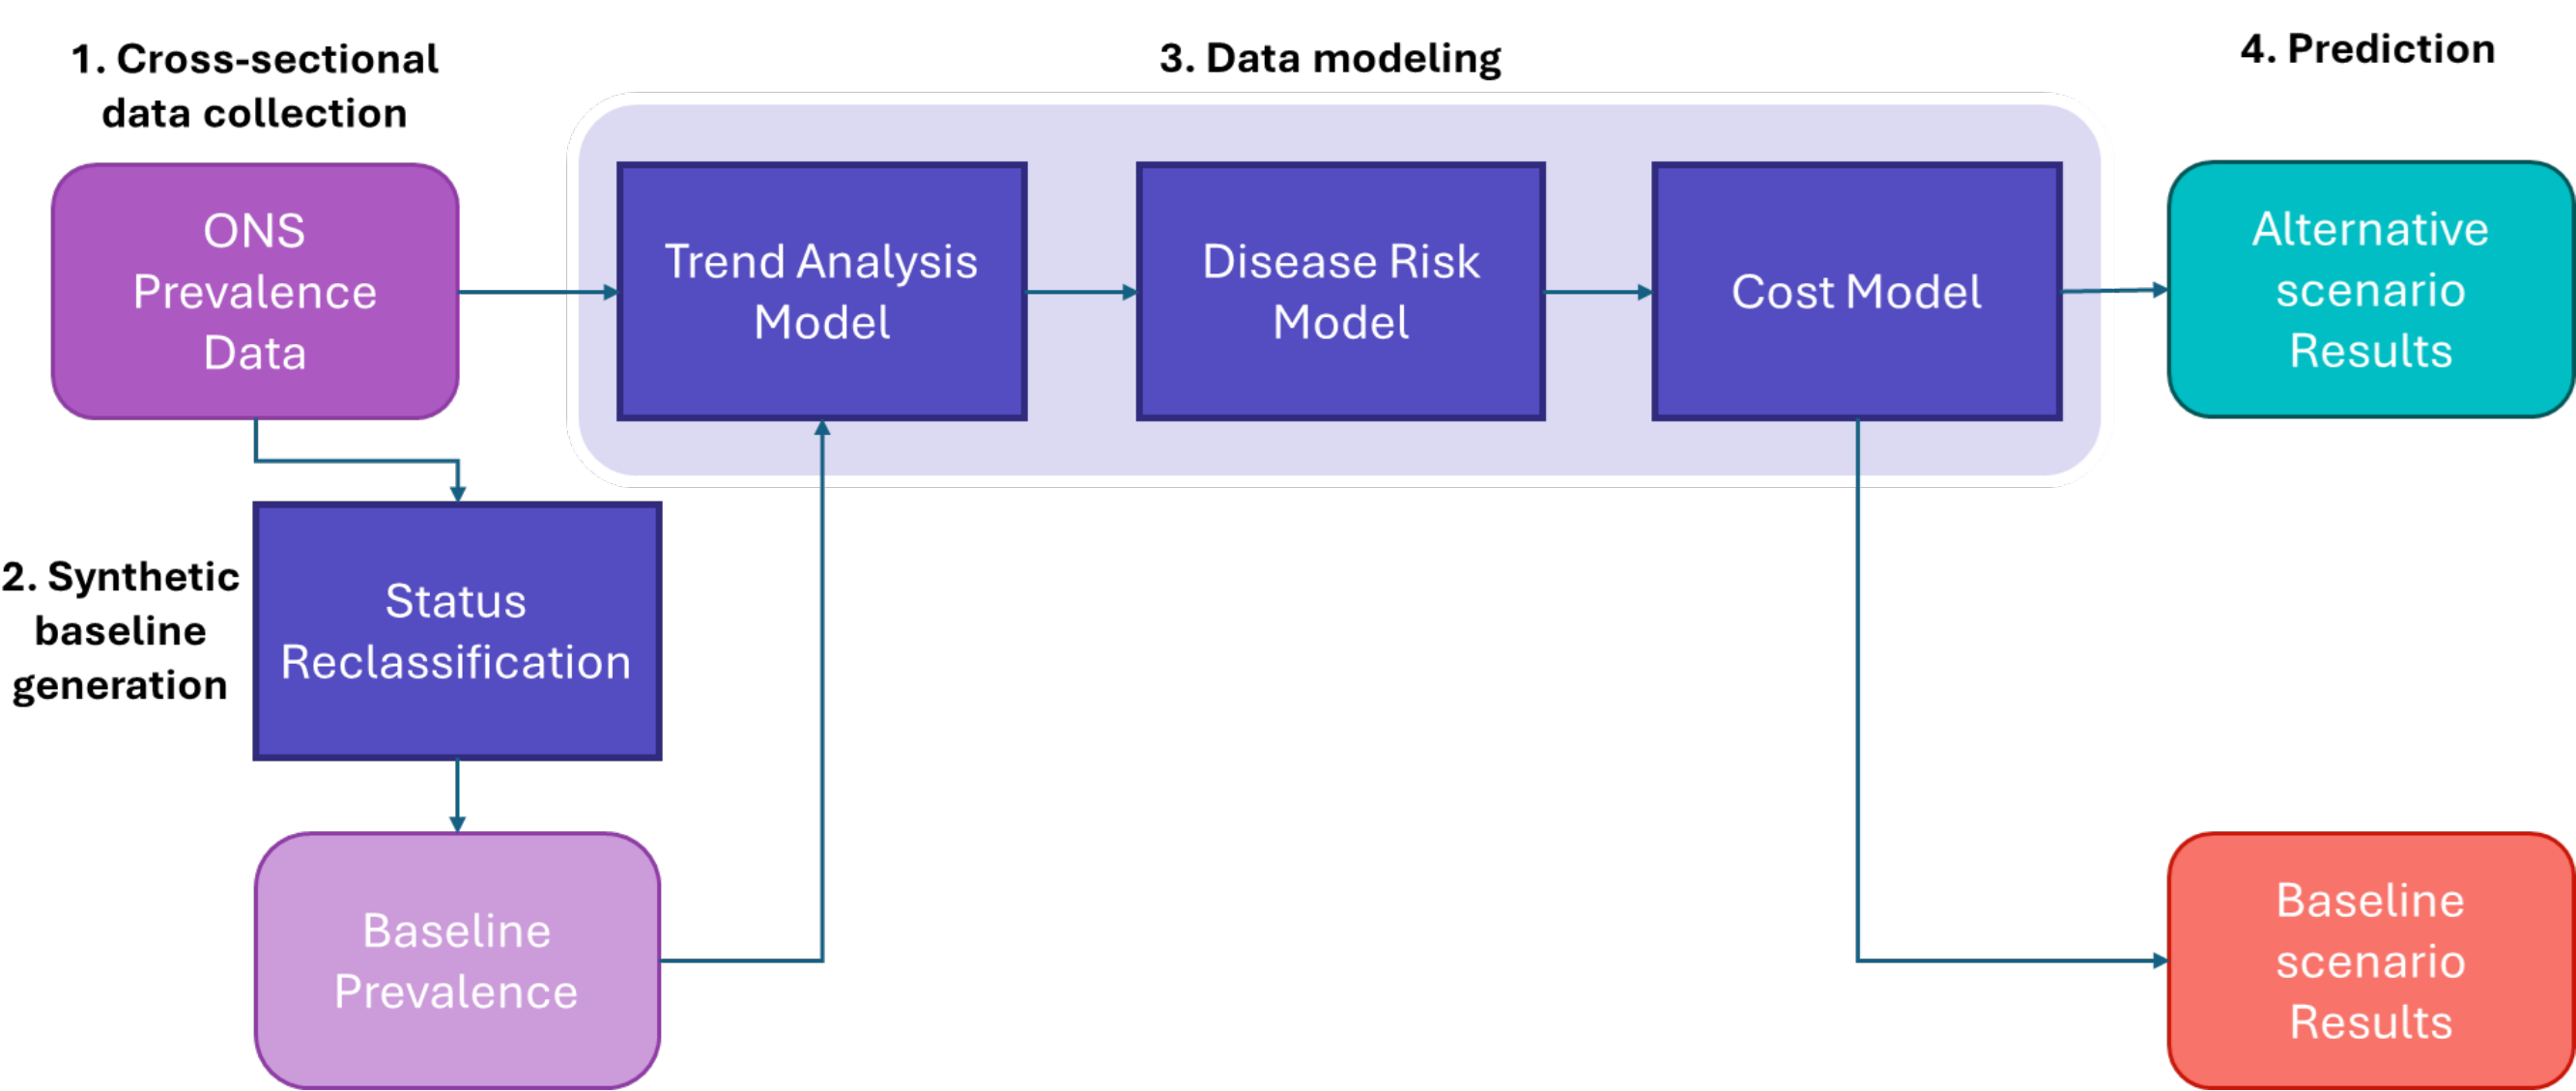 1. Cross-sectional
data collection
3. Data modeling
4. Prediction
ONS
Prevalence
Data
Trend Analysis
Model
Disease Risk
Model
Cost Model
Alternative
scenario
Results
2. Synthetic
baseline
generation
Status
Reclassification
Baseline
Prevalence
Baseline
scenario
Results